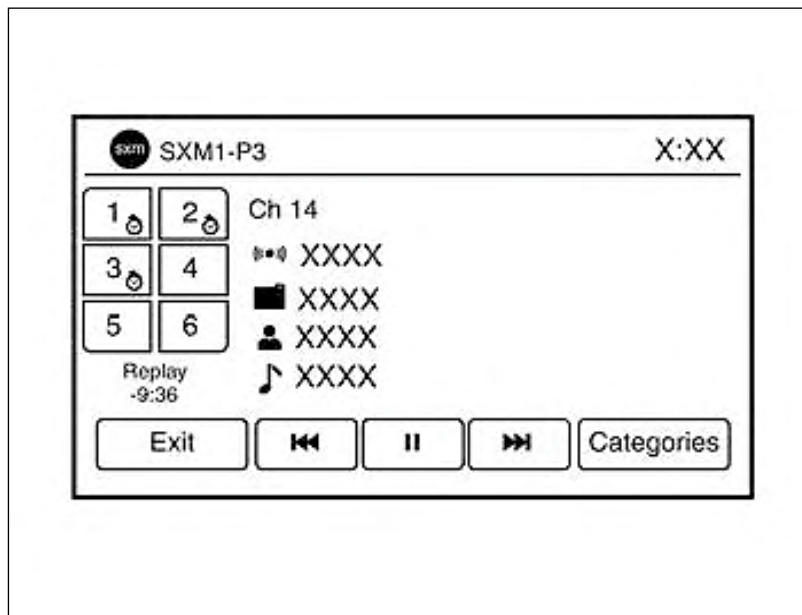 sxm SXM1-P3 X:XX
1 2 Ch 14
XXXX
3 4
XXXX
5 6 XXXX
Replay XXXX
-9:36
Exit Categories